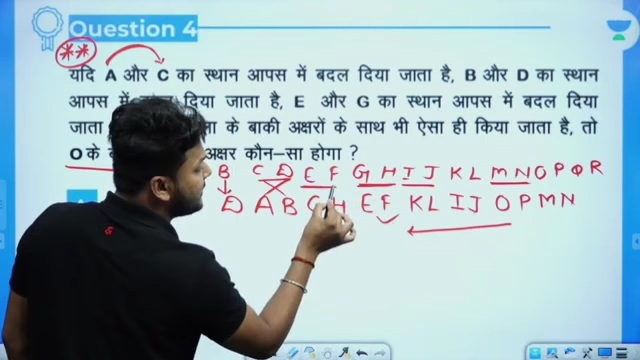 Question 4
**
यदि A और C का स्थान आपस में बदल दिया जाता है, B और D का स्थान
आपस में दिया जाता है, E और G का स्थान आपस में बदल दिया जाता
जाता के बाकी अक्षरों के साथ भी ऐसा ही किया जाता है, तो
O के अक्षर कौन-सा होगा ?
B C D E F G H I J K L M N O P Q R
D A B G H E F K L I J O P M N